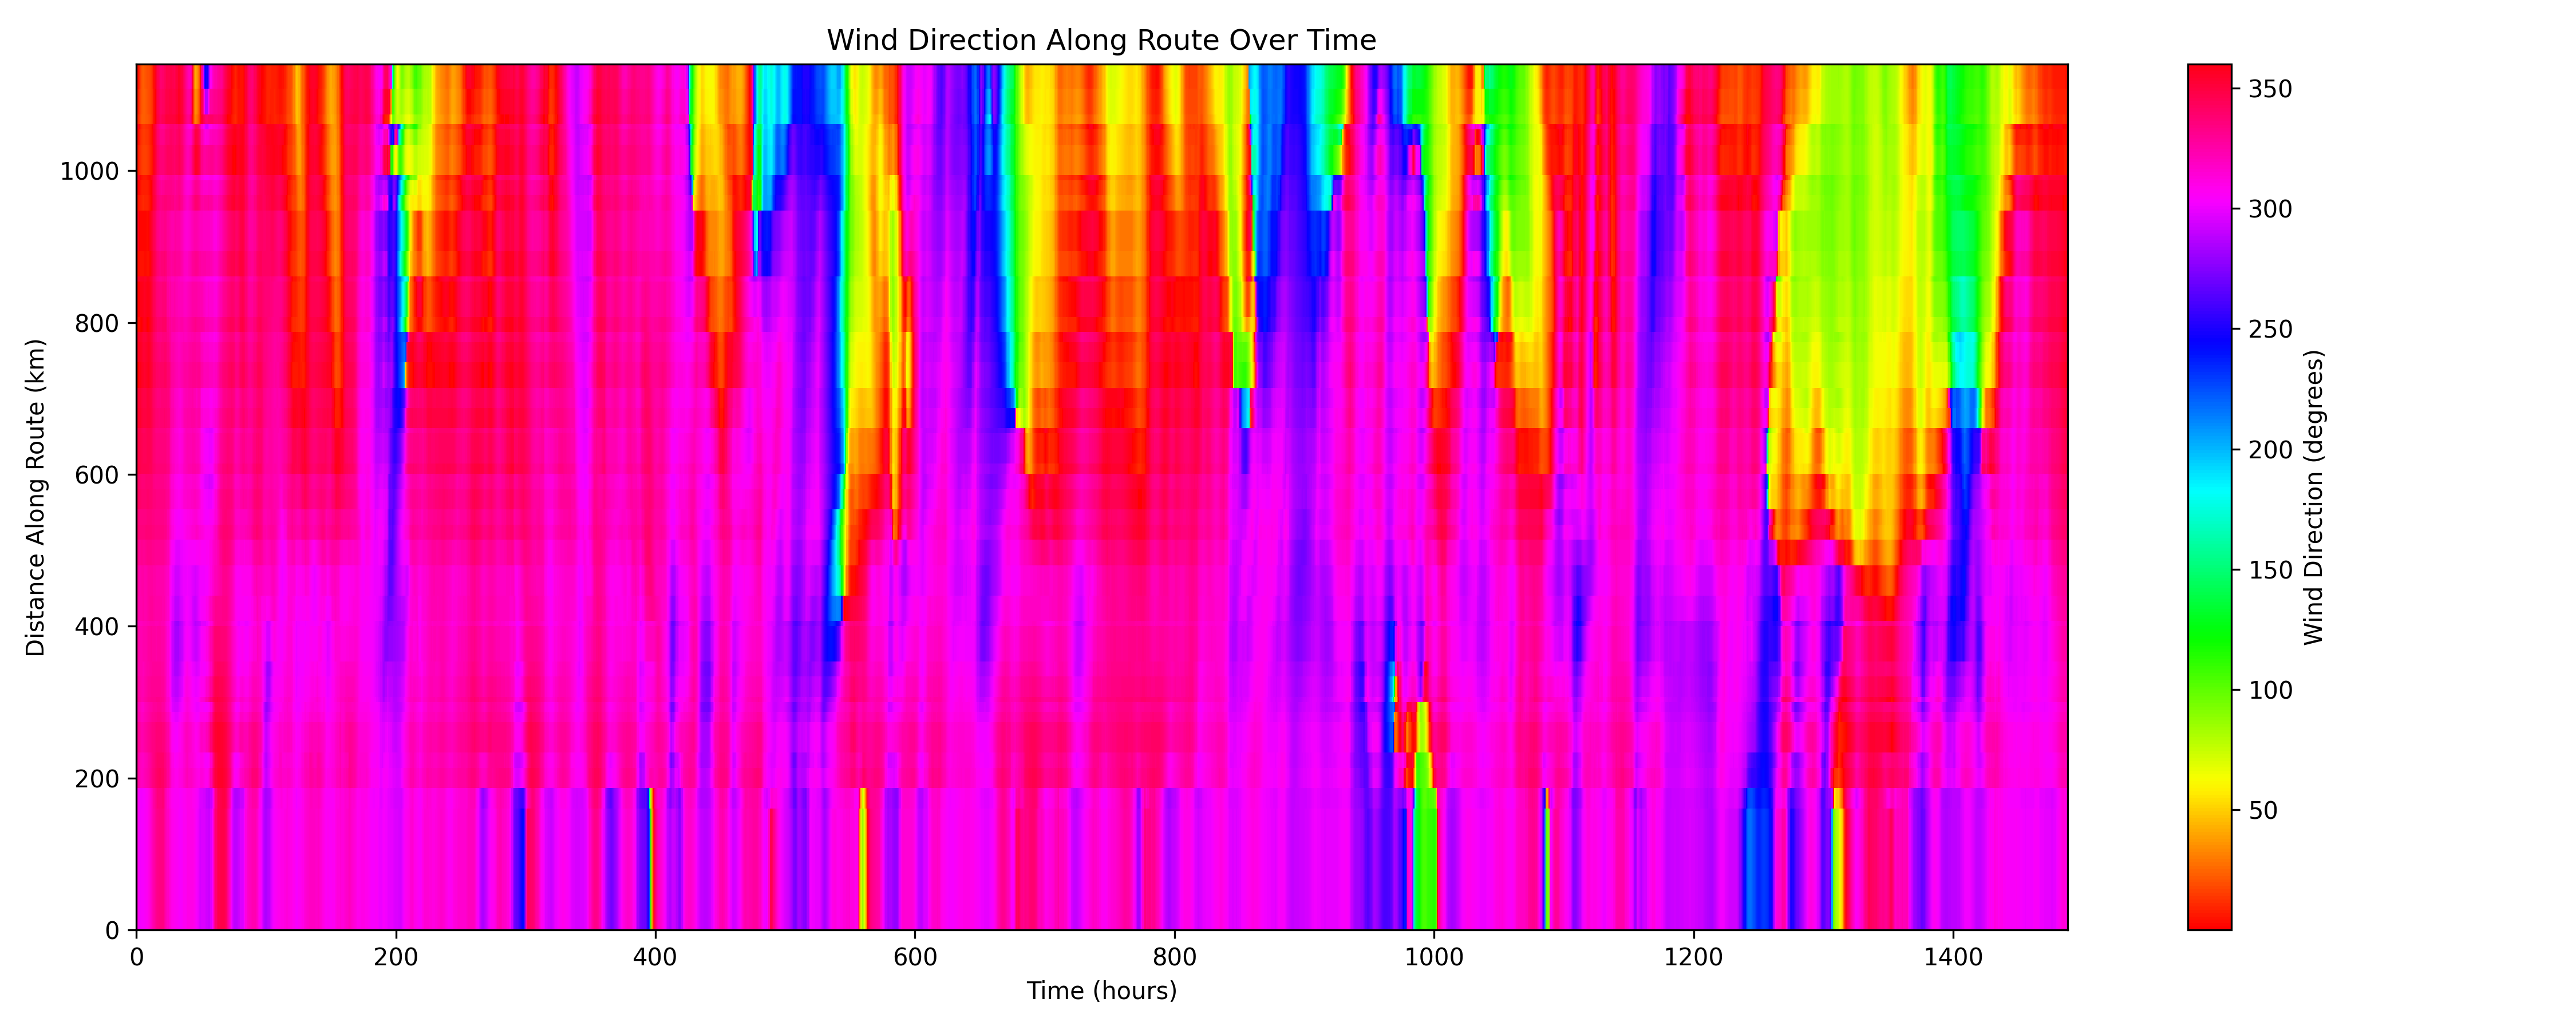 Wind Direction Along Route Over Time
Distance Along Route (km)
1000
800
600
400
200
0
0 200 400 600 800 1000 1200 1400
Time (hours)
350
300
250
200
150
100
50
Wind Direction (degrees)